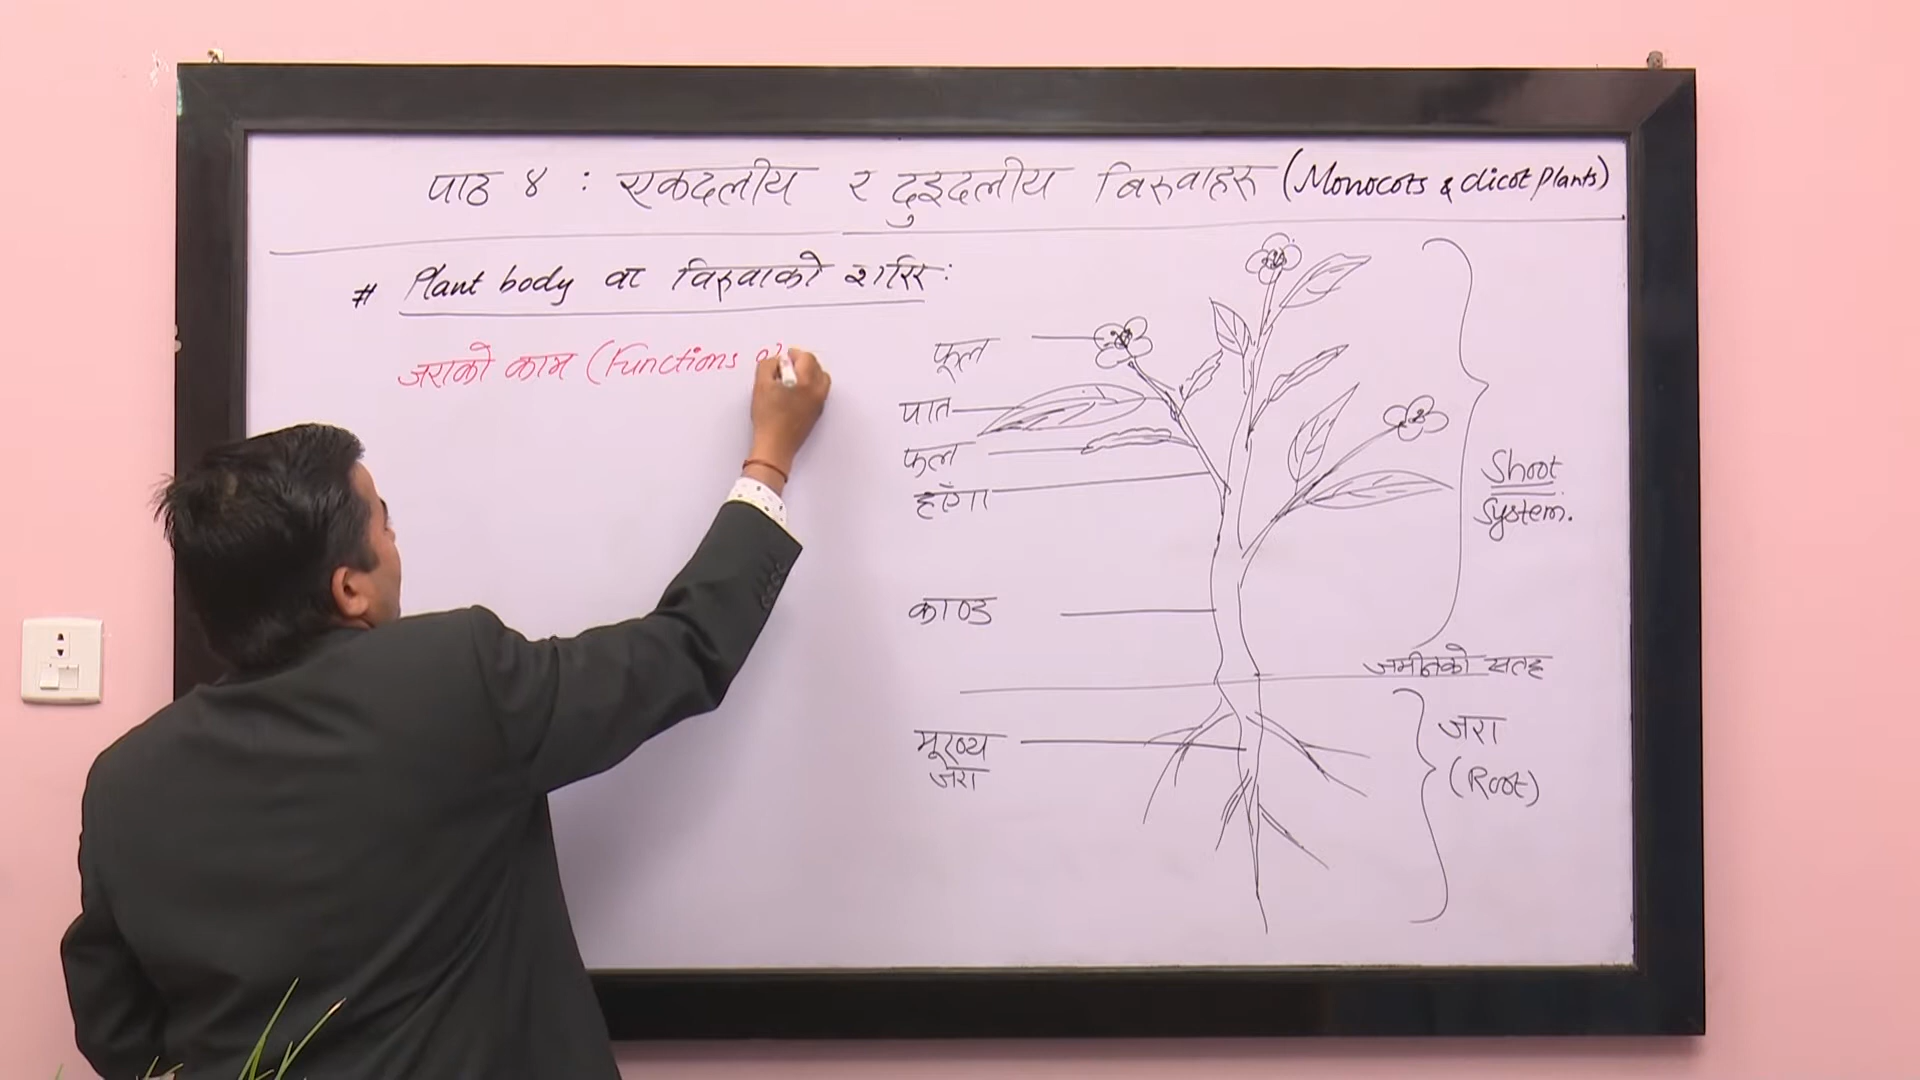 पाठ ४ : एकदलीय र दुइदलीय बिरुवाहरु (Monocots & dicot plants)
# Plant body वा विरुवाको शरिर :
जराको काम (Functions of
फूल
पात
फल
हाँगा
काण्ड
मूख्य
जरा
Shoot
System.
जमीनको सतह
जरा
(Root)